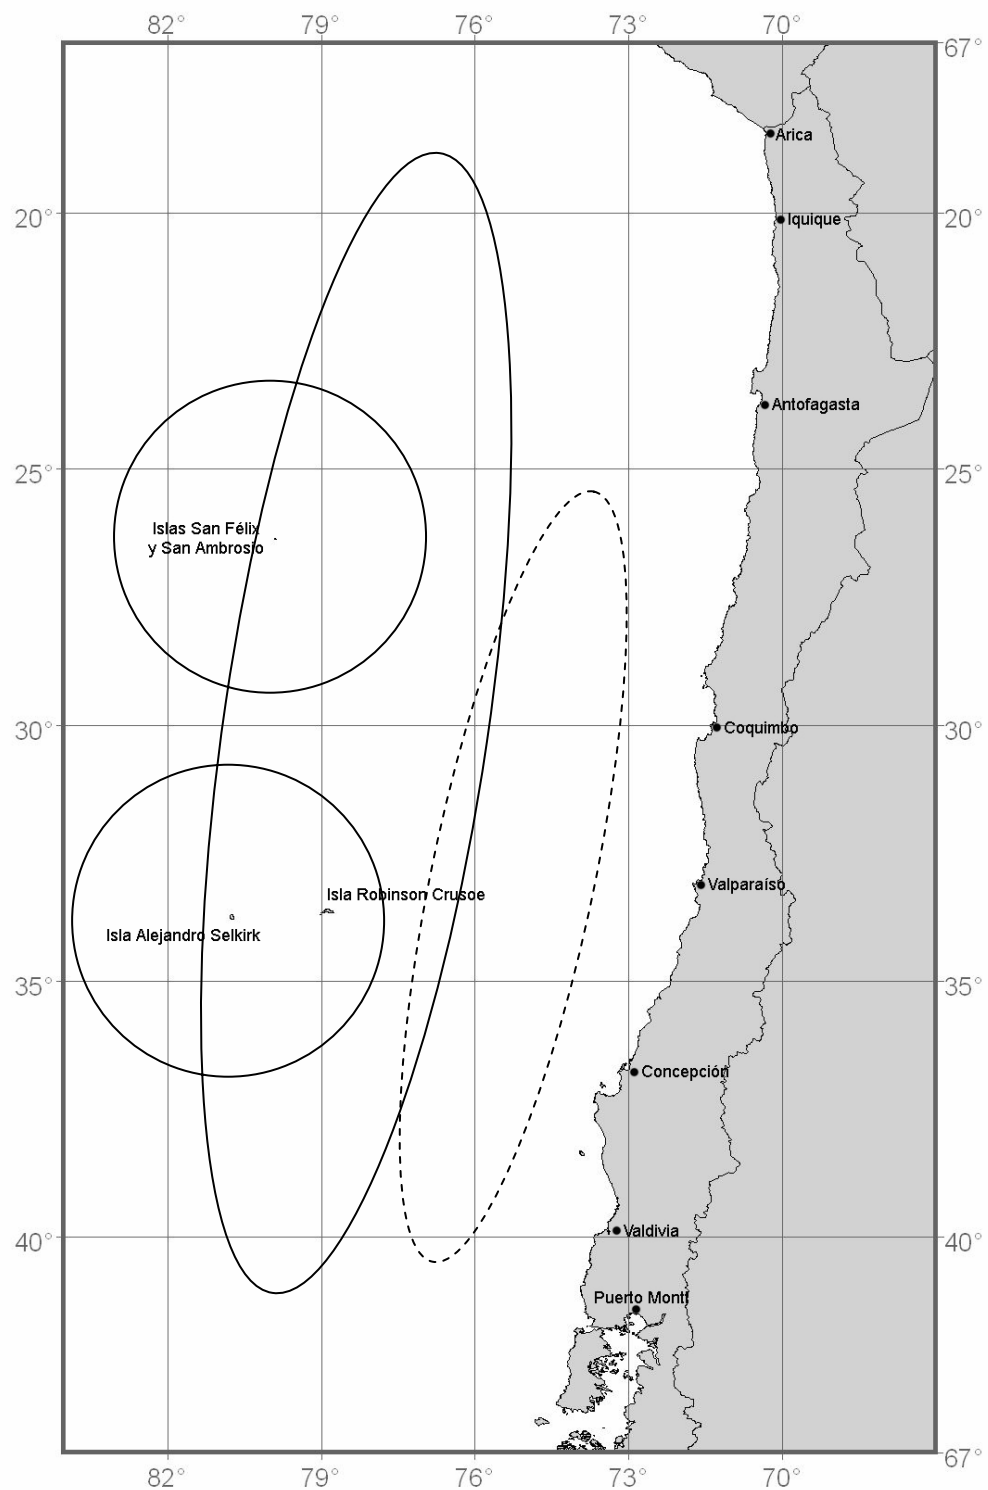 82° 79° 76° 73° 70°
67°
Arica
20° Iquique 20°
Antofagasta
25° 25°
Islas San Félix
y San Ambrosio
30° Coquimbo 30°
Valparaíso
Isla Robinson Crusoe
Isla Alejandro Selkirk
35° 35°
Concepción
Valdivia
40° 40°
Puerto Montt
67°
82° 79° 76° 73° 70°